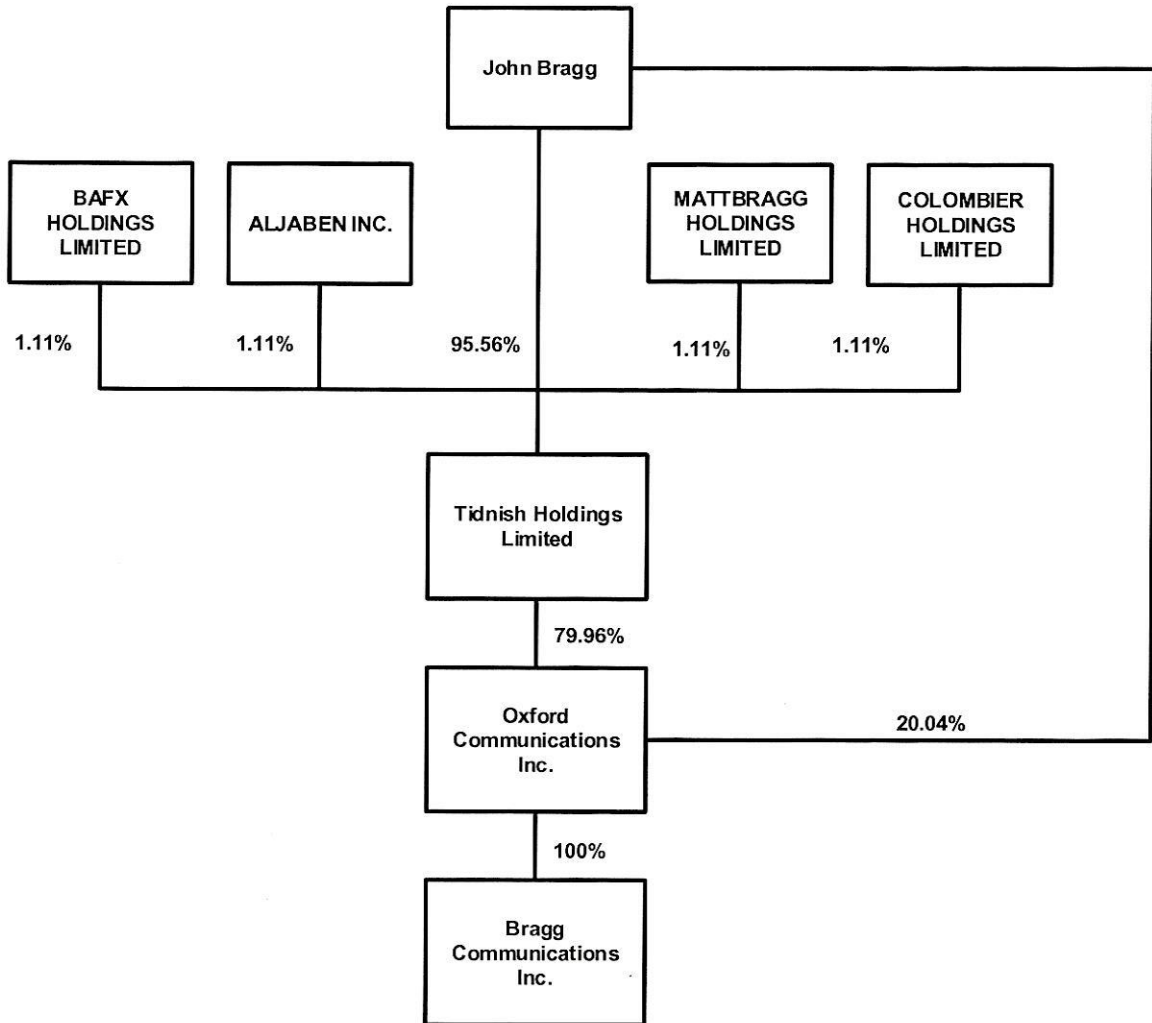 John Bragg
BAFX
HOLDINGS
LIMITED
ALJABEN INC.
MATTBRAGG
HOLDINGS
LIMITED
COLOMBIER
HOLDINGS
LIMITED
1.11%
1.11%
95.56%
1.11%
1.11%
Tidnish Holdings
Limited
79.96%
Oxford
Communications
Inc.
20.04%
100%
Bragg
Communications
Inc.